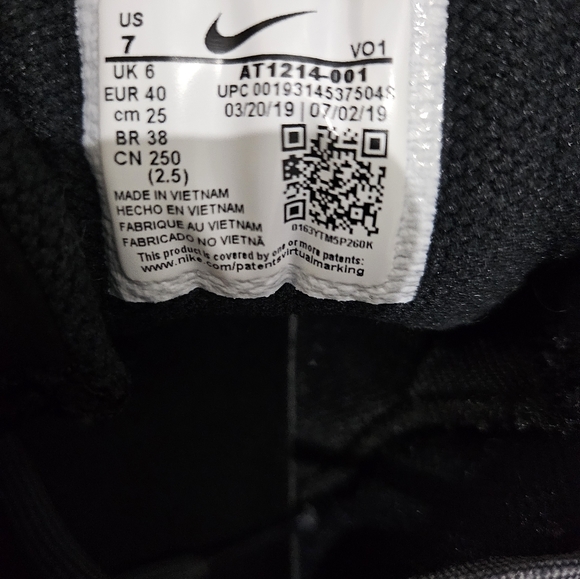 US
7
VO1
UK 6
AT1214-001
EUR 40
UPC 00193145375048
cm 25
03/20/19 | 07/02/19
BR 38
CN 250
(2.5)
MADE IN VIETNAM
HECHO EN VIETNAM
FABRIQUE AU VIETNAM
FABRICADO NO VIETNÃ
0163YTM5P260K
This product is covered by one or more patents:
www.nike.com/patentsvirtualmarking